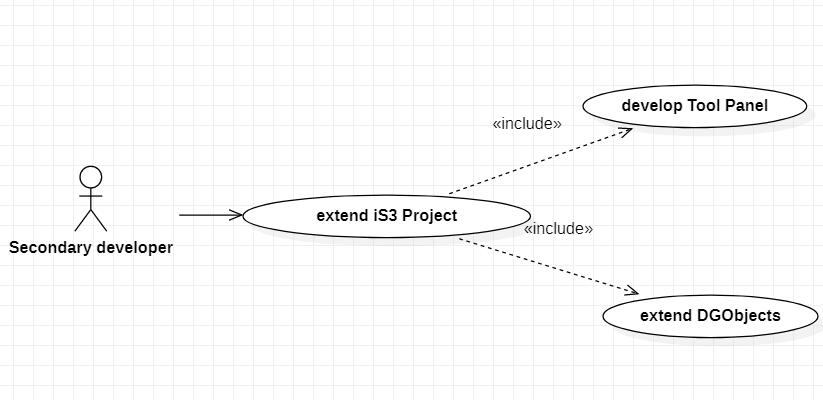 develop Tool Panel
«include»
extend iS3 Project
«include»
Secondary developer
extend DGObjects